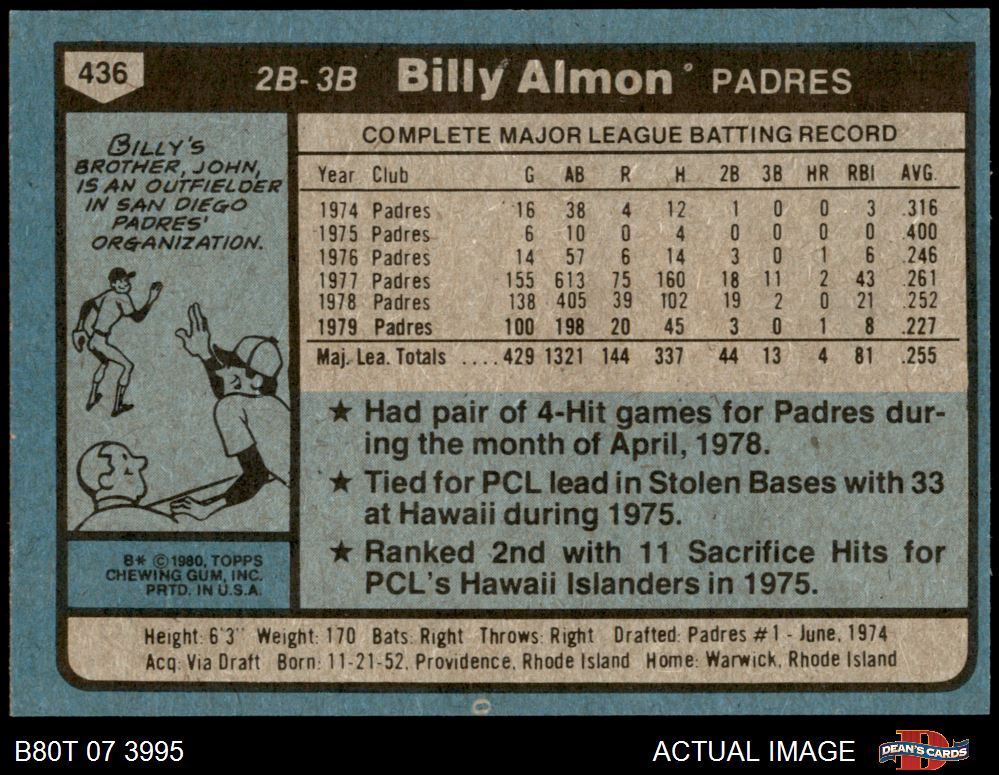 436
2B-3B Billy Almon PADRES
BILLY'S
BROTHER, JOHN,
IS AN OUTFIELDER
IN SAN DIEGO
PADRES'
ORGANIZATION.
B* ©1980, TOPPS
CHEWING GUM, INC.
PRTD. IN U.S.A.
COMPLETE MAJOR LEAGUE BATTING RECORD
Year Club G AB R H 2B 3B HR RBI AVG.
1974 Padres 16 38 4 12 1 0 0 3 .316
1975 Padres 6 10 0 4 0 0 0 0 .400
1976 Padres 14 57 6 14 3 0 1 6 .246
1977 Padres 155 613 75 160 18 11 2 43 .261
1978 Padres 138 405 39 102 19 2 0 21 .252
1979 Padres 100 198 20 45 3 0 1 8 .227
Maj. Lea. Totals .... 429 1321 144 337 44 13 4 81 .255
★ Had pair of 4-Hit games for Padres dur-
ing the month of April, 1978.
★ Tied for PCL lead in Stolen Bases with 33
at Hawaii during 1975.
★ Ranked 2nd with 11 Sacrifice Hits for
PCL's Hawaii Islanders in 1975.
Height: 6'3" Weight: 170 Bats: Right Throws: Right Drafted: Padres #1 - June, 1974
Acq: Via Draft Born: 11-21-52, Providence, Rhode Island Home: Warwick, Rhode Island
B80T 07 3995 ACTUAL IMAGE
D
DEAN'S CARDS